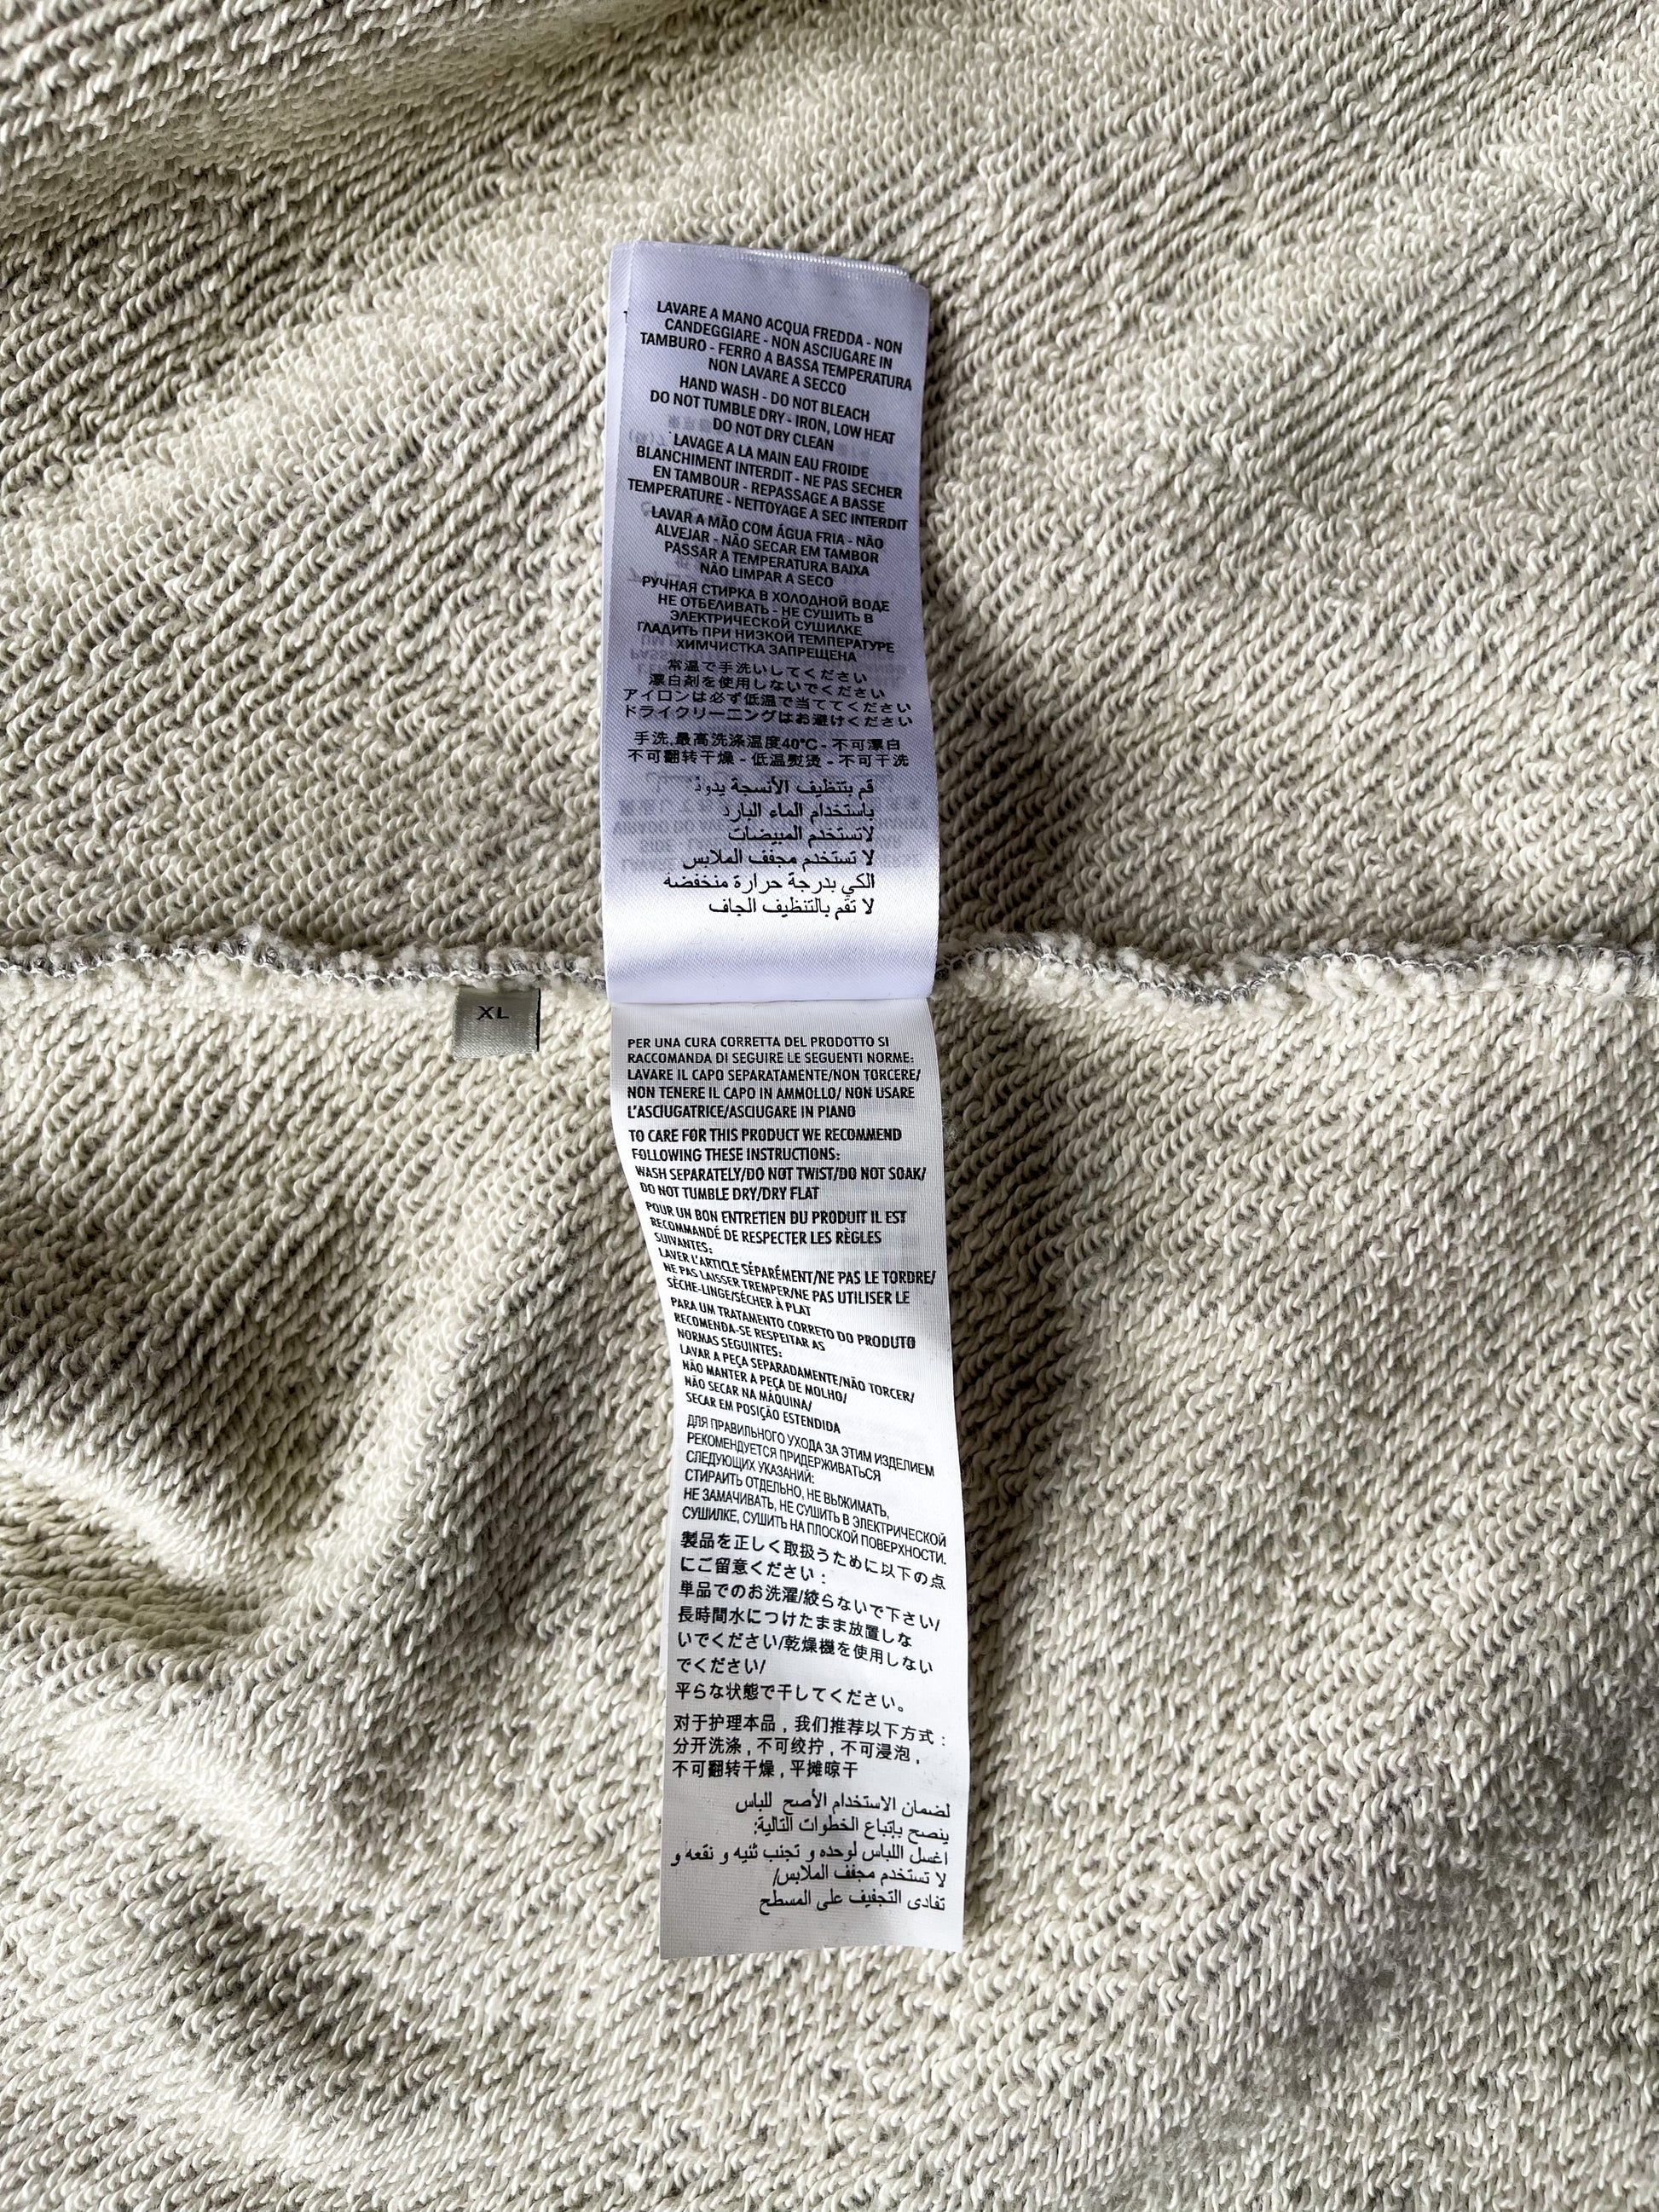 LAVARE A MANO ACQUA FREDDA - NON
CANDEGGIARE - NON ASCIUGARE IN
TAMBURO - FERRO A BASSA TEMPERATURA
NON LAVARE A SECCO
HAND WASH - DO NOT BLEACH
DO NOT TUMBLE DRY - IRON, LOW HEAT
DO NOT DRY CLEAN
LAVAGE A LA MAIN EAU FROIDE
BLANCHIMENT INTERDIT - NE PAS SECHER
EN TAMBOUR - REPASSAGE A BASSE
TEMPERATURE - NETTOYAGE A SEC INTERDIT
LAVAR A MÃO COM ÁGUA FRIA - NÃO
ALVEJAR - NÃO SECAR EM TAMBOR
PASSAR A TEMPERATURA BAIXA
NÃO LIMPAR A SECO
РУЧНАЯ СТИРКА В ХОЛОДНОЙ ВОДЕ
НЕ ОТБЕЛИВАТЬ - НЕ СУШИТЬ В
ЭЛЕКТРИЧЕСКОЙ СУШИЛКЕ
ГЛАДИТЬ ПРИ НИЗКОЙ ТЕМПЕРАТУРЕ
ХИМЧИСТКА ЗАПРЕЩЕНА
常温で手洗いしてください
漂白剤を使用しないでください
アイロンは必ず低温で当ててください
ドライクリーニングはお避けください
手洗,最高洗涤温度40°C - 不可漂白
不可翻转干燥 - 低温熨烫 - 不可干洗
قم بتنظيف الأنسجة يدوذ
باستخدام الماء البارد
لاتستخدم المبيضات
لا تستخدم مجفف الملابس
الكي بدرجة حرارة منخفضة
لا تقم بالتنظيف الجاف
XL
PER UNA CURA CORRETTA DEL PRODOTTO SI
RACCOMANDA DI SEGUIRE LE SEGUENTI NORME:
LAVARE IL CAPO SEPARATAMENTE/NON TORCERE/
NON TENERE IL CAPO IN AMMOLLO/ NON USARE
L'ASCIUGATRICE/ASCIUGARE IN PIANO
TO CARE FOR THIS PRODUCT WE RECOMMEND
FOLLOWING THESE INSTRUCTIONS:
WASH SEPARATELY/DO NOT TWIST/DO NOT SOAK/
DO NOT TUMBLE DRY/DRY FLAT
POUR UN BON ENTRETIEN DU PRODUIT IL EST
RECOMMANDÉ DE RESPECTER LES RÈGLES
SUIVANTES:
LAVER L'ARTICLE SÉPARÉMENT/NE PAS LE TORDRE/
NE PAS LAISSER TREMPER/NE PAS UTILISER LE
SÈCHE-LINGE/SÉCHER À PLAT
PARA UM TRATAMENTO CORRETO DO PRODUTO
RECOMENDA-SE RESPEITAR AS
NORMAS SEGUINTES:
LAVAR A PEÇA SEPARADAMENTE/NÃO TORCER/
NÃO MANTER A PEÇA DE MOLHO/
NÃO SECAR NA MÁQUINA/
SECAR EM POSIÇÃO ESTENDIDA
ДЛЯ ПРАВИЛЬНОГО УХОДА ЗА ЭТИМ ИЗДЕЛИЕМ
РЕКОМЕНДУЕТСЯ ПРИДЕРЖИВАТЬСЯ
СЛЕДУЮЩИХ УКАЗАНИЙ:
СТИРАИТЬ ОТДЕЛЬНО, НЕ ВЫЖИМАТЬ,
НЕ ЗАМАЧИВАТЬ, НЕ СУШИТЬ В ЭЛЕКТРИЧЕСКОЙ
СУШИЛКЕ, СУШИТЬ НА ПЛОСКОЙ ПОВЕРХНОСТИ.
製品を正しく取扱うために以下の点
にご留意ください：
単品でのお洗濯/絞らないで下さい/
長時間水につけたまま放置しな
いでください/乾燥機を使用しない
でください/
平らな状態で干してください。
对于护理本品，我们推荐以下方式：
分开洗涤，不可绞拧，不可浸泡，
不可翻转干燥，平摊晾干
لضمان الاستخدام الأصح للباس
ينصح بإتباع الخطوات التالية:
اغسل اللباس لوحده و تجنب ثنيه و نقعه و
لا تستخدم مجفف الملابس/
تفادى التجفيف على المسطح